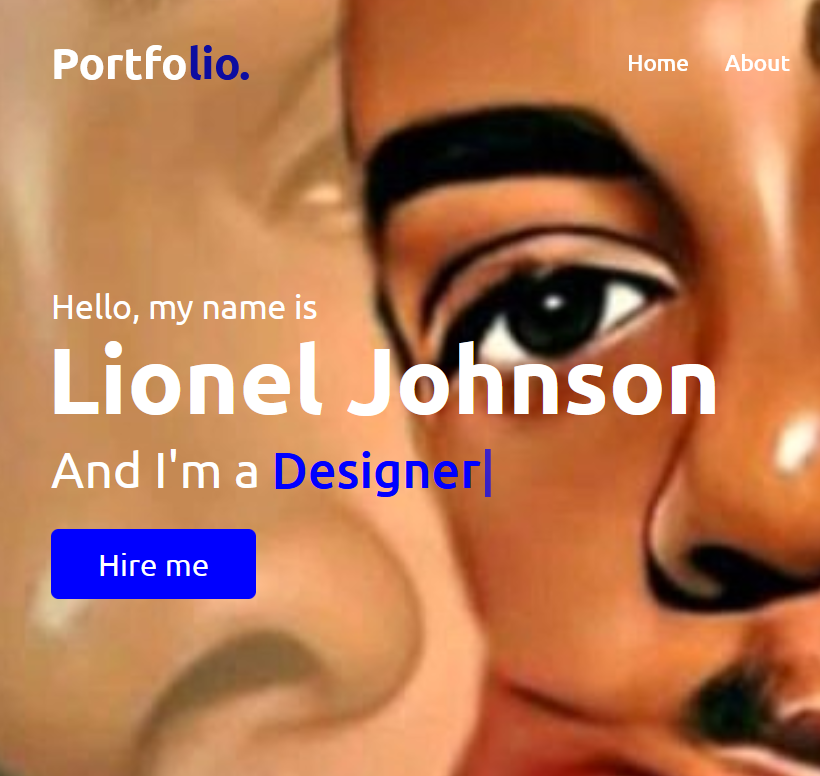 Portfolio.
Home About
Hello, my name is
Lionel Johnson
And I'm a Designer|
Hire me